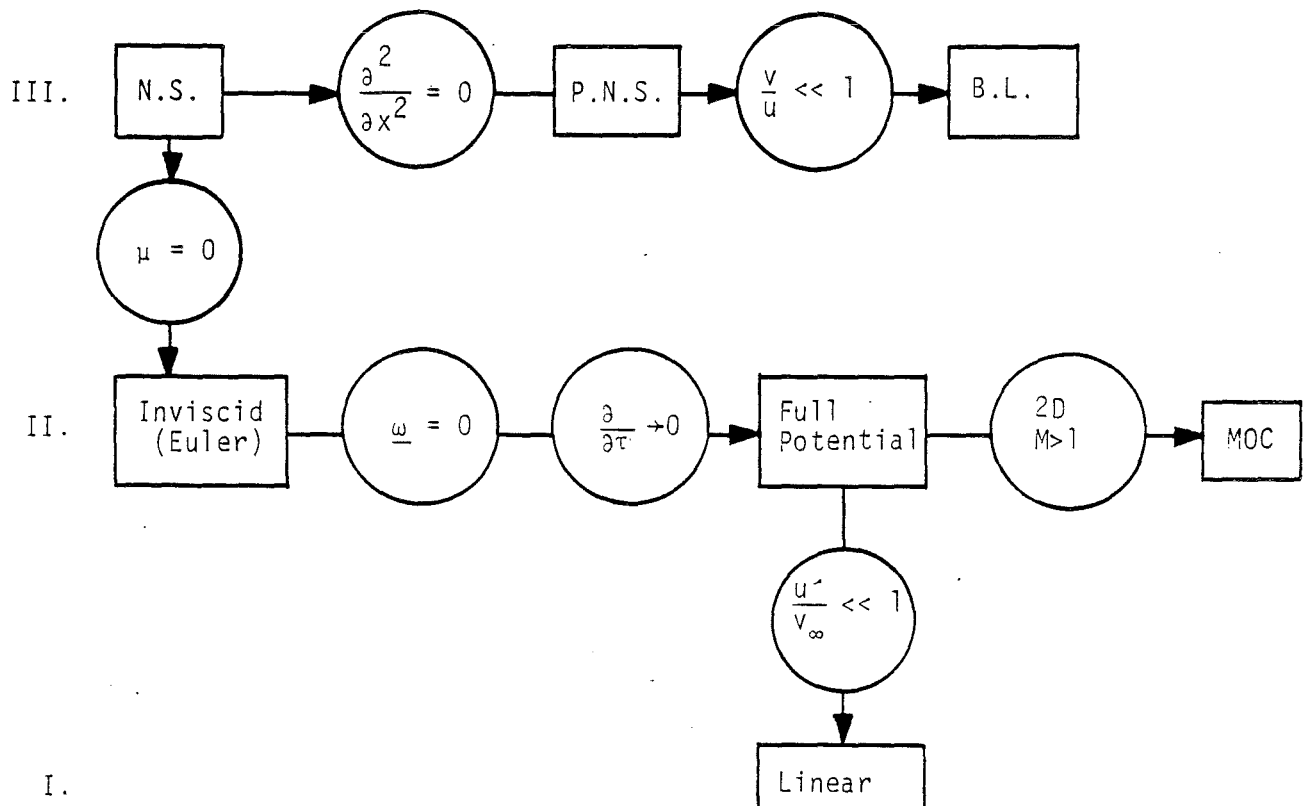 III.
N.S.
∂²/∂x² = 0
P.N.S.
v/u << 1
B.L.
μ = 0
II.
Inviscid
(Euler)
ω = 0
∂/∂τ →0
Full
Potential
2D
M>1
MOC
u´/v∞ << 1
I.
Linear